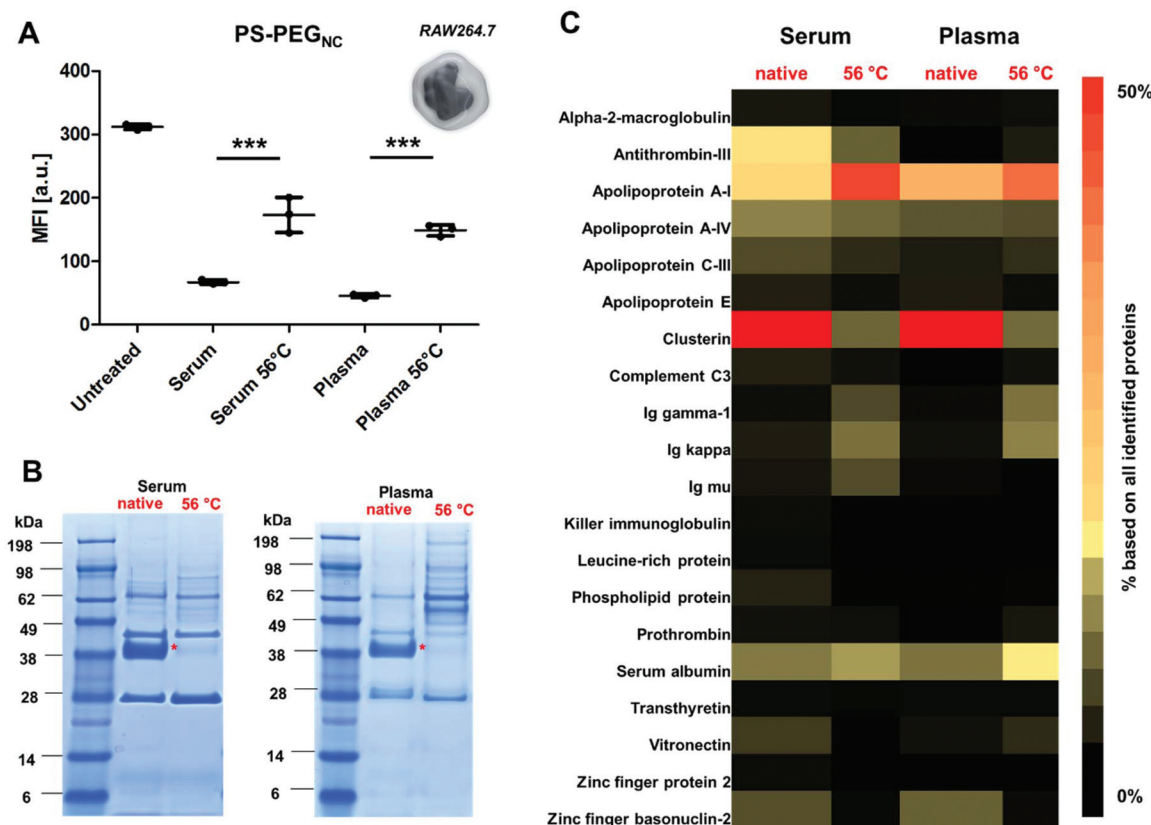 A
PS-PEGNC
RAW264.7
MFI [a.u.]
400
300
200
100
0
***
***
Untreated
Serum
Serum 56°C
Plasma
Plasma 56°C
B
Serum
native 56 °C
kDa
198
98
62
49
38
28
14
6
*
Plasma
native 56 °C
kDa
198
98
62
49
38
28
14
6
*
C
Serum Plasma
native 56 °C native 56 °C
Alpha-2-macroglobulin
Antithrombin-III
Apolipoprotein A-I
Apolipoprotein A-IV
Apolipoprotein C-III
Apolipoprotein E
Clusterin
Complement C3
Ig gamma-1
Ig kappa
Ig mu
Killer immunoglobulin
Leucine-rich protein
Phospholipid protein
Prothrombin
Serum albumin
Transthyretin
Vitronectin
Zinc finger protein 2
Zinc finger basonuclin-2
50%
% based on all identified proteins
0%